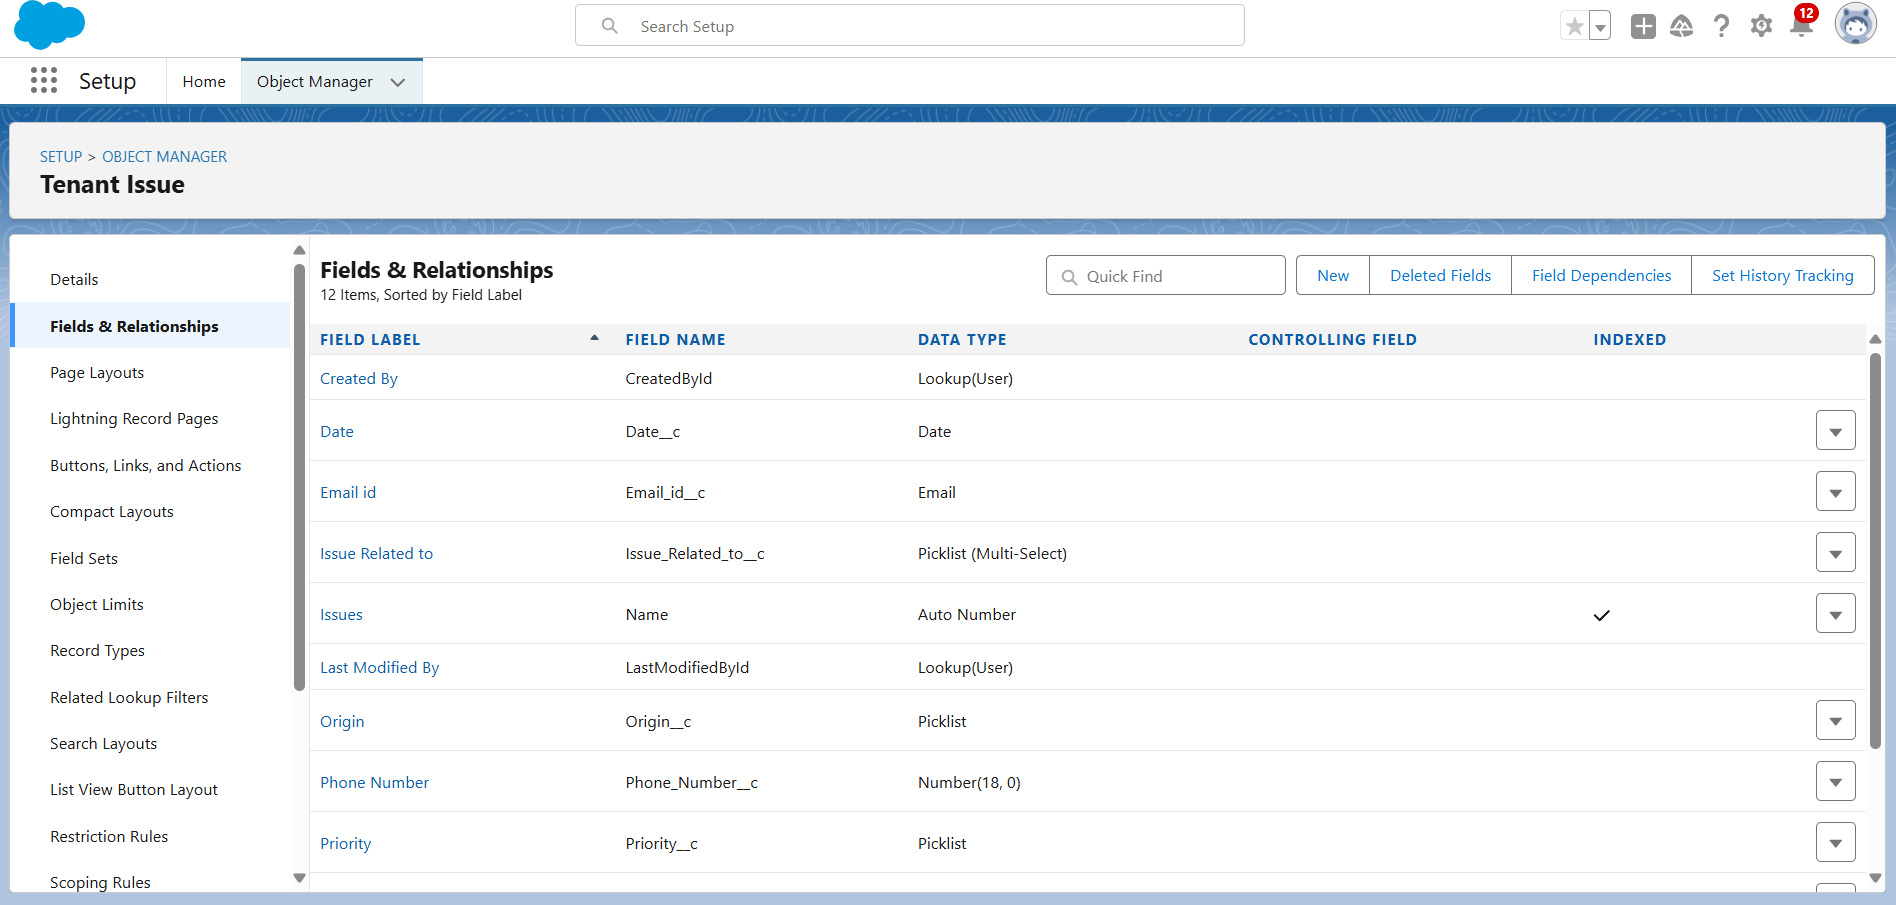 Search Setup
12
Setup
Home
Object Manager
SETUP > OBJECT MANAGER
Tenant Issue
Details
Fields & Relationships
Page Layouts
Lightning Record Pages
Buttons, Links, and Actions
Compact Layouts
Field Sets
Object Limits
Record Types
Related Lookup Filters
Search Layouts
List View Button Layout
Restriction Rules
Scoping Rules
Fields & Relationships
12 Items, Sorted by Field Label
Quick Find
New
Deleted Fields
Field Dependencies
Set History Tracking
FIELD LABEL FIELD NAME DATA TYPE CONTROLLING FIELD INDEXED
Created By CreatedById Lookup(User)
Date Date__c Date
Email id Email_id__c Email
Issue Related to Issue_Related_to__c Picklist (Multi-Select)
Issues Name Auto Number
Last Modified By LastModifiedById Lookup(User)
Origin Origin__c Picklist
Phone Number Phone_Number__c Number(18, 0)
Priority Priority__c Picklist